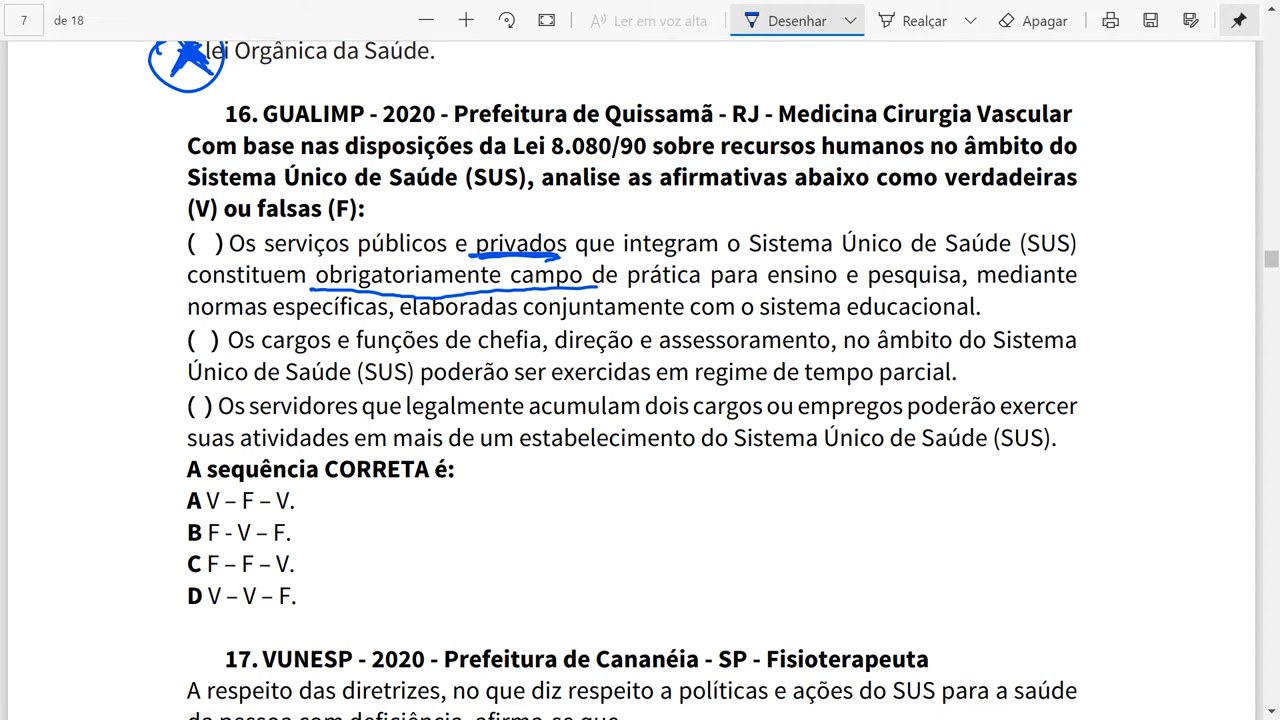 7 de 18 Ler em voz alta Desenhar Realçar Apagar
lei Orgânica da Saúde.
16. GUALIMP - 2020 - Prefeitura de Quissamã - RJ - Medicina Cirurgia Vascular
Com base nas disposições da Lei 8.080/90 sobre recursos humanos no âmbito do
Sistema Único de Saúde (SUS), analise as afirmativas abaixo como verdadeiras
(V) ou falsas (F):
( ) Os serviços públicos e privados que integram o Sistema Único de Saúde (SUS)
constituem obrigatoriamente campo de prática para ensino e pesquisa, mediante
normas específicas, elaboradas conjuntamente com o sistema educacional.
( ) Os cargos e funções de chefia, direção e assessoramento, no âmbito do Sistema
Único de Saúde (SUS) poderão ser exercidas em regime de tempo parcial.
( ) Os servidores que legalmente acumulam dois cargos ou empregos poderão exercer
suas atividades em mais de um estabelecimento do Sistema Único de Saúde (SUS).
A sequência CORRETA é:
A V – F – V.
B F - V – F.
C F – F – V.
D V – V – F.
17. VUNESP - 2020 - Prefeitura de Cananéia - SP - Fisioterapeuta
A respeito das diretrizes, no que diz respeito a políticas e ações do SUS para a saúde
da pessoa com deficiência, afirma-se que